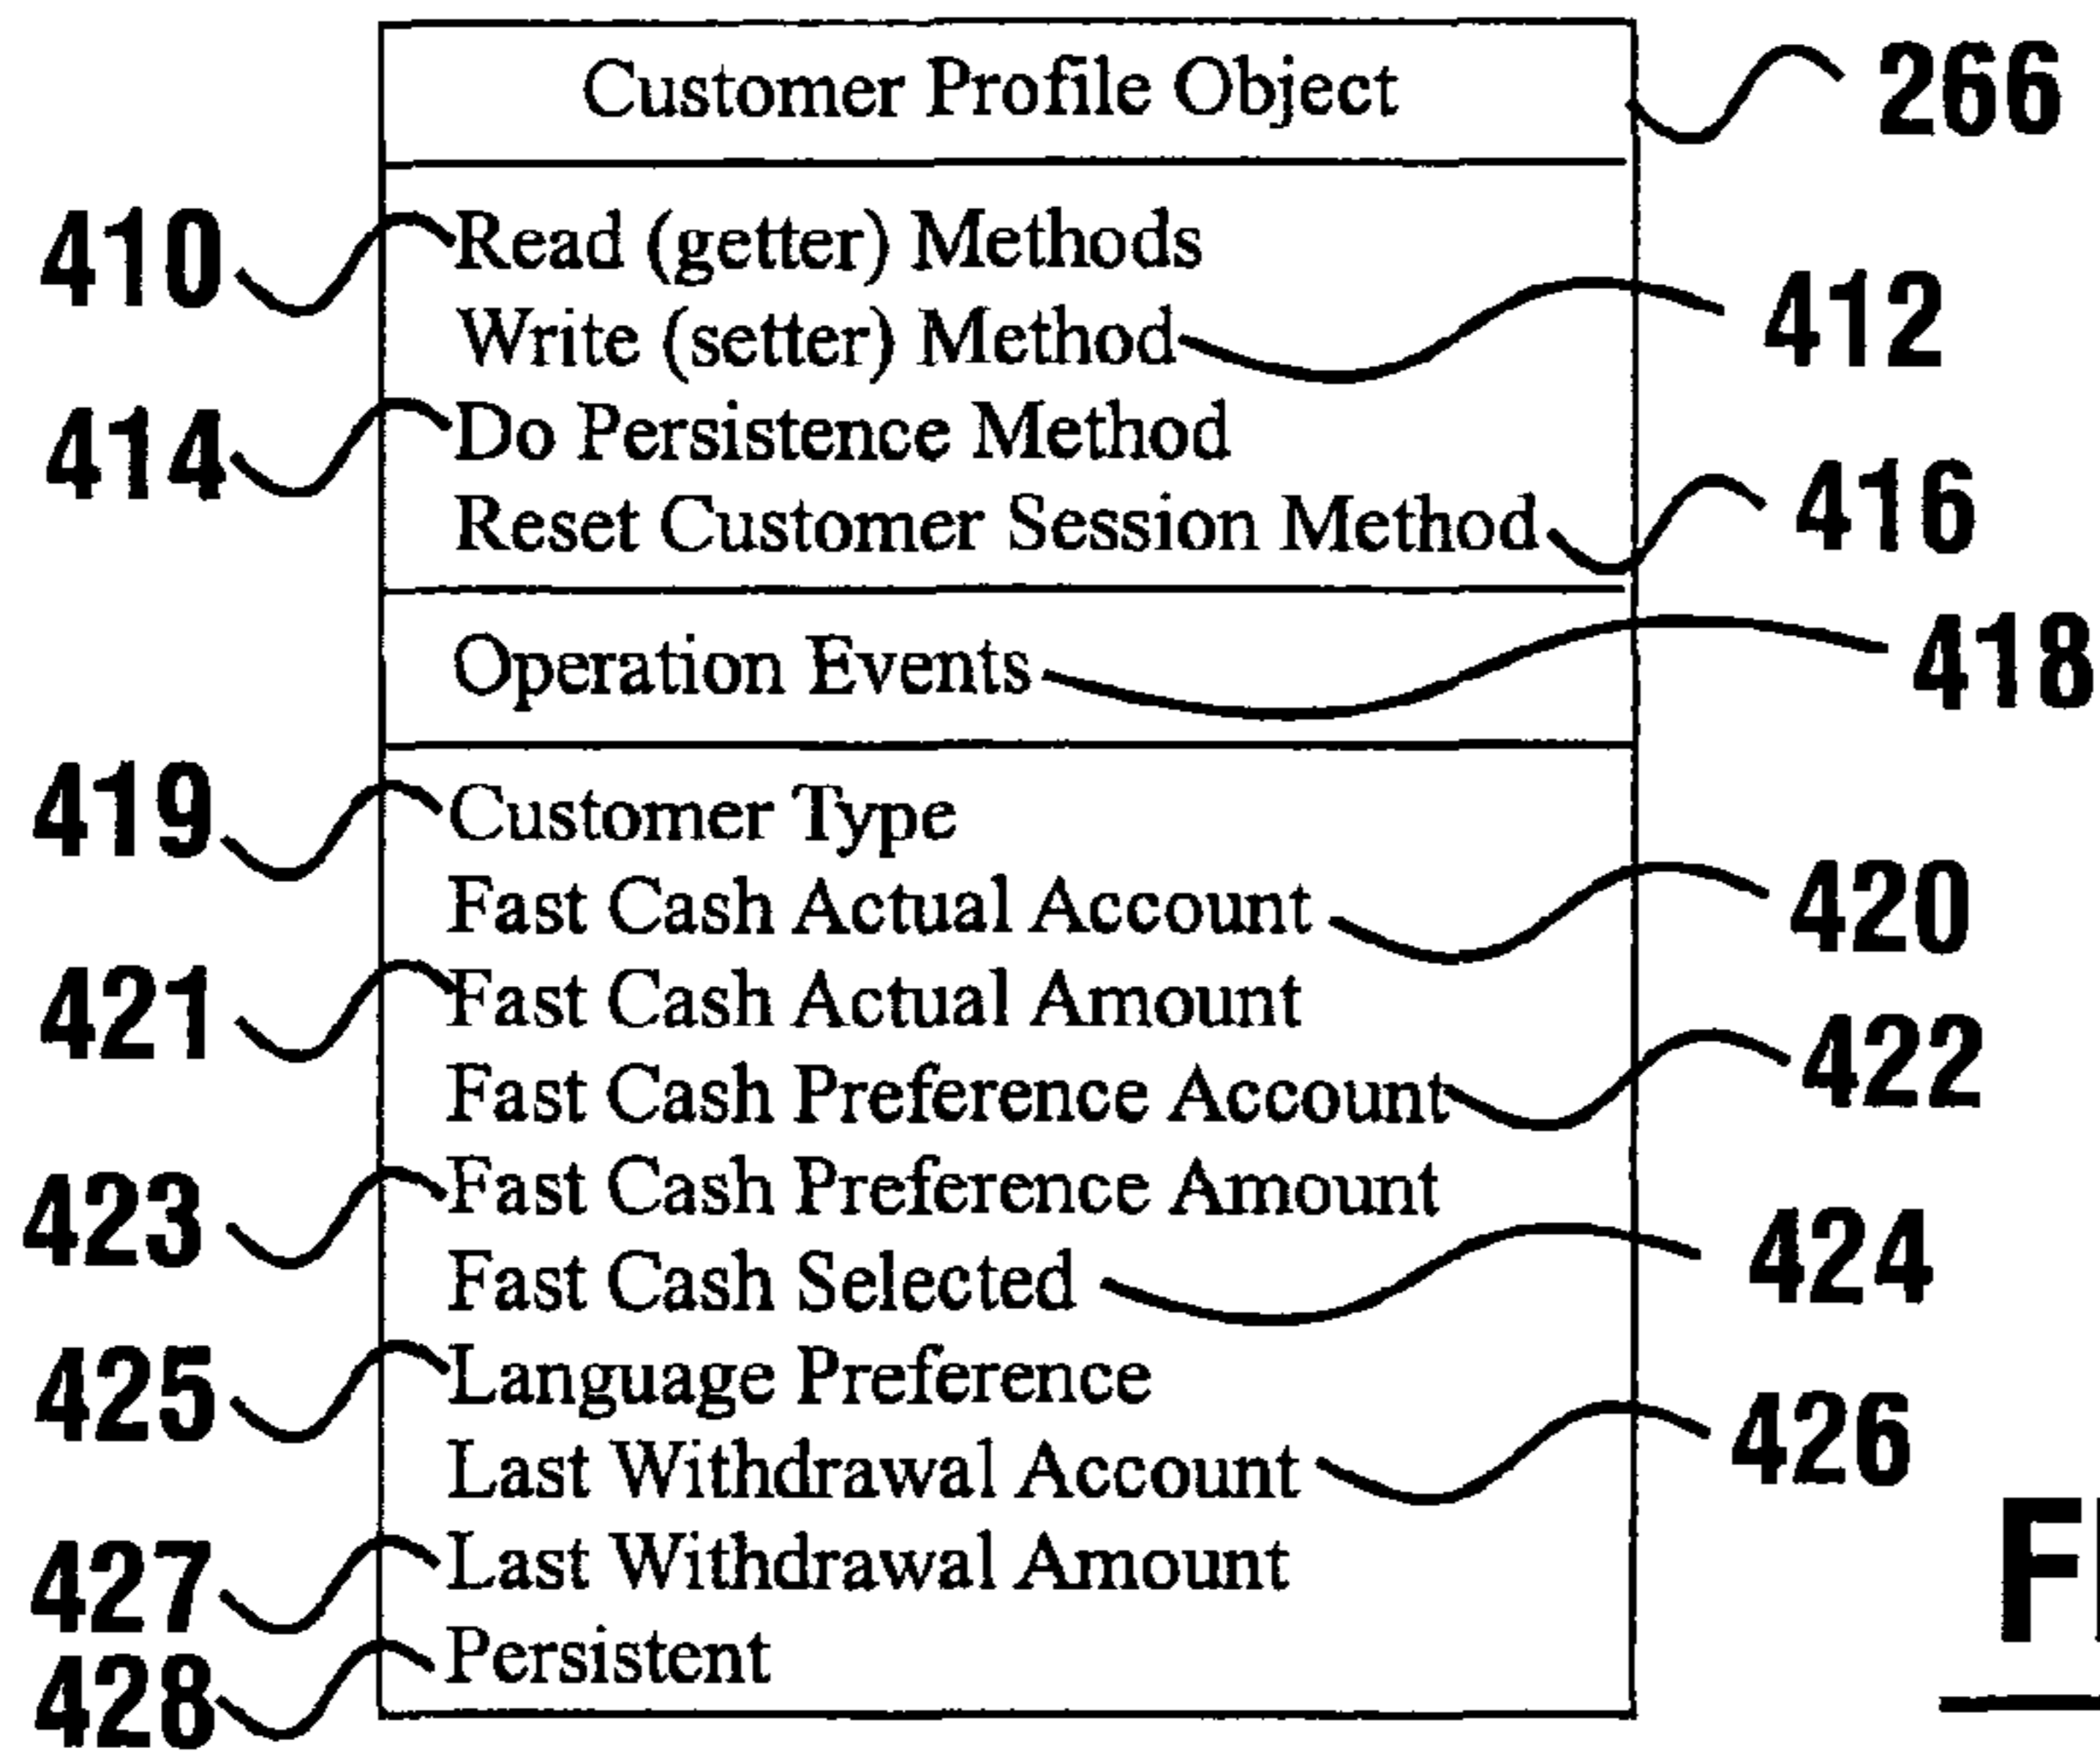 Customer Profile Object 266
410 Read (getter) Methods
Write (setter) Method 412
414 Do Persistence Method
Reset Customer Session Method 416
Operation Events 418
419 Customer Type
Fast Cash Actual Account 420
421 Fast Cash Actual Amount
Fast Cash Preference Account 422
423 Fast Cash Preference Amount
Fast Cash Selected 424
425 Language Preference
Last Withdrawal Account 426
427 Last Withdrawal Amount
428 Persistent